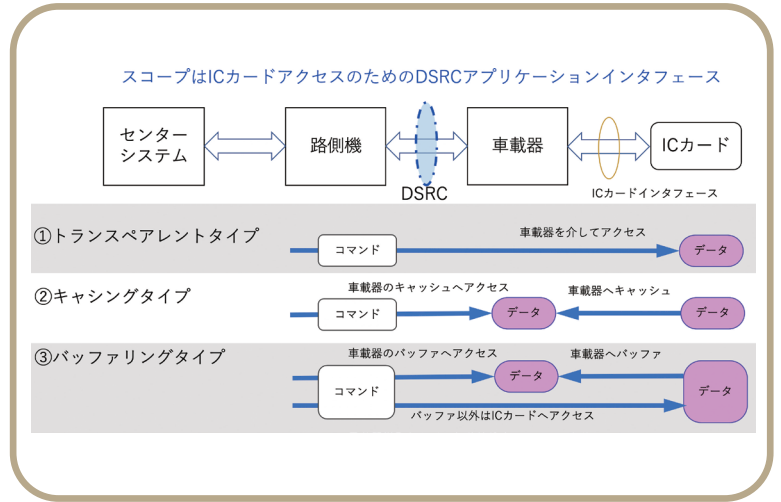 スコープはICカードアクセスのためのDSRCアプリケーションインタフェース
センター
システム
路側機
車載器
ICカード
DSRC
ICカードインタフェース
①トランスペアレントタイプ
コマンド
車載器を介してアクセス
データ
②キャシングタイプ
車載器のキャッシュへアクセス
車載器へキャッシュ
コマンド
データ
データ
③バッファリングタイプ
車載器のバッファへアクセス
車載器へバッファ
コマンド
データ
データ
バッファ以外はICカードへアクセス